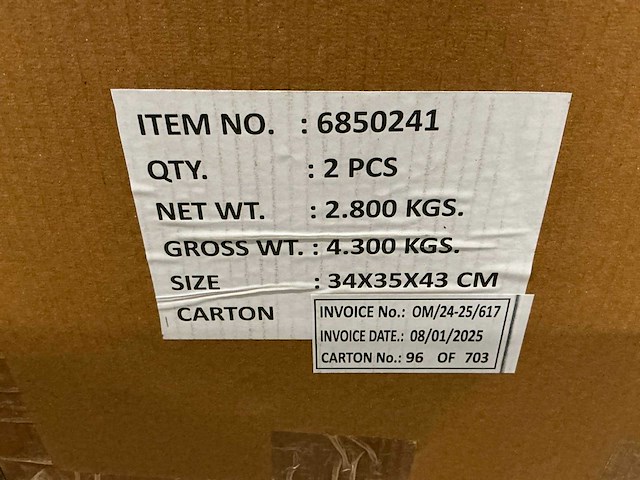 ITEM NO. : 6850241
QTY. : 2 PCS
NET WT. : 2.800 KGS.
GROSS WT. : 4.300 KGS.
SIZE : 34X35X43 CM
CARTON
INVOICE No.: OM/24-25/617
INVOICE DATE.: 08/01/2025
CARTON No.: 96 OF 703